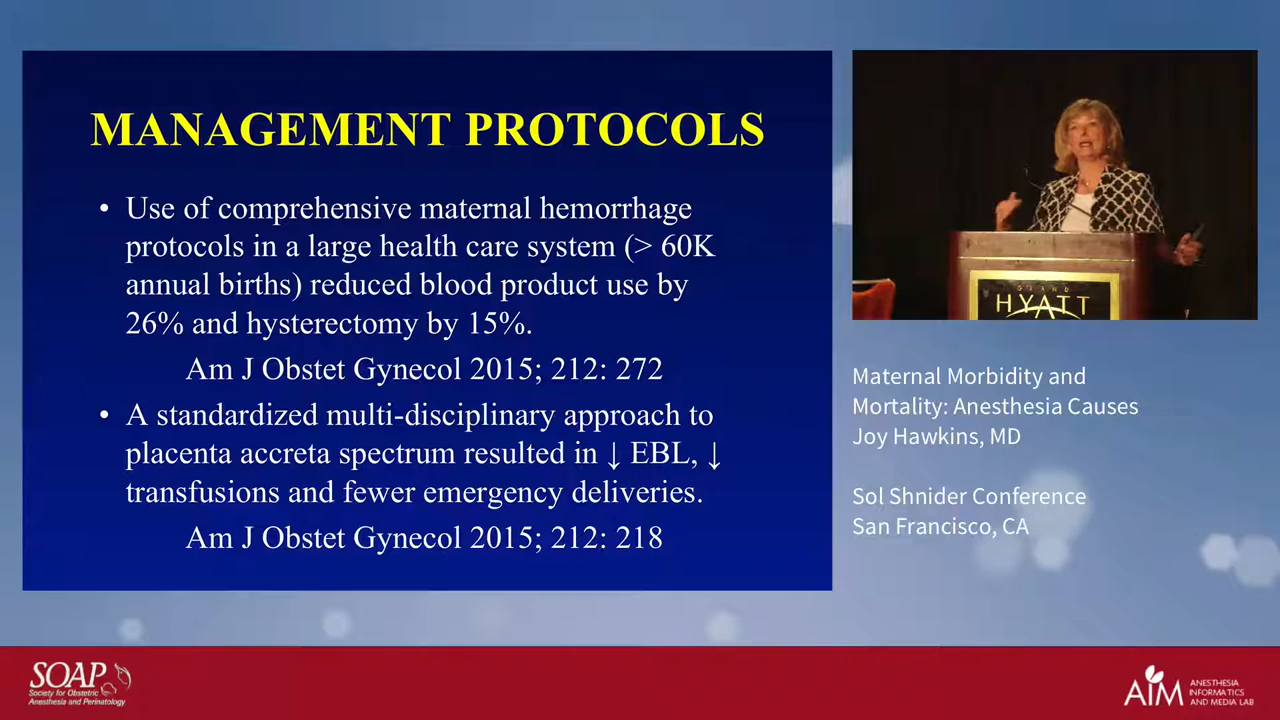 MANAGEMENT PROTOCOLS
• Use of comprehensive maternal hemorrhage
protocols in a large health care system (> 60K
annual births) reduced blood product use by
26% and hysterectomy by 15%.
Am J Obstet Gynecol 2015; 212: 272
• A standardized multi-disciplinary approach to
placenta accreta spectrum resulted in ↓ EBL, ↓
transfusions and fewer emergency deliveries.
Am J Obstet Gynecol 2015; 212: 218
GRAND
HYATT
Maternal Morbidity and
Mortality: Anesthesia Causes
Joy Hawkins, MD
Sol Shnider Conference
San Francisco, CA
SOAP
Society for Obstetric
Anesthesia and Perinatology
AIM
ANESTHESIA
INFORMATICS
AND MEDIA LAB